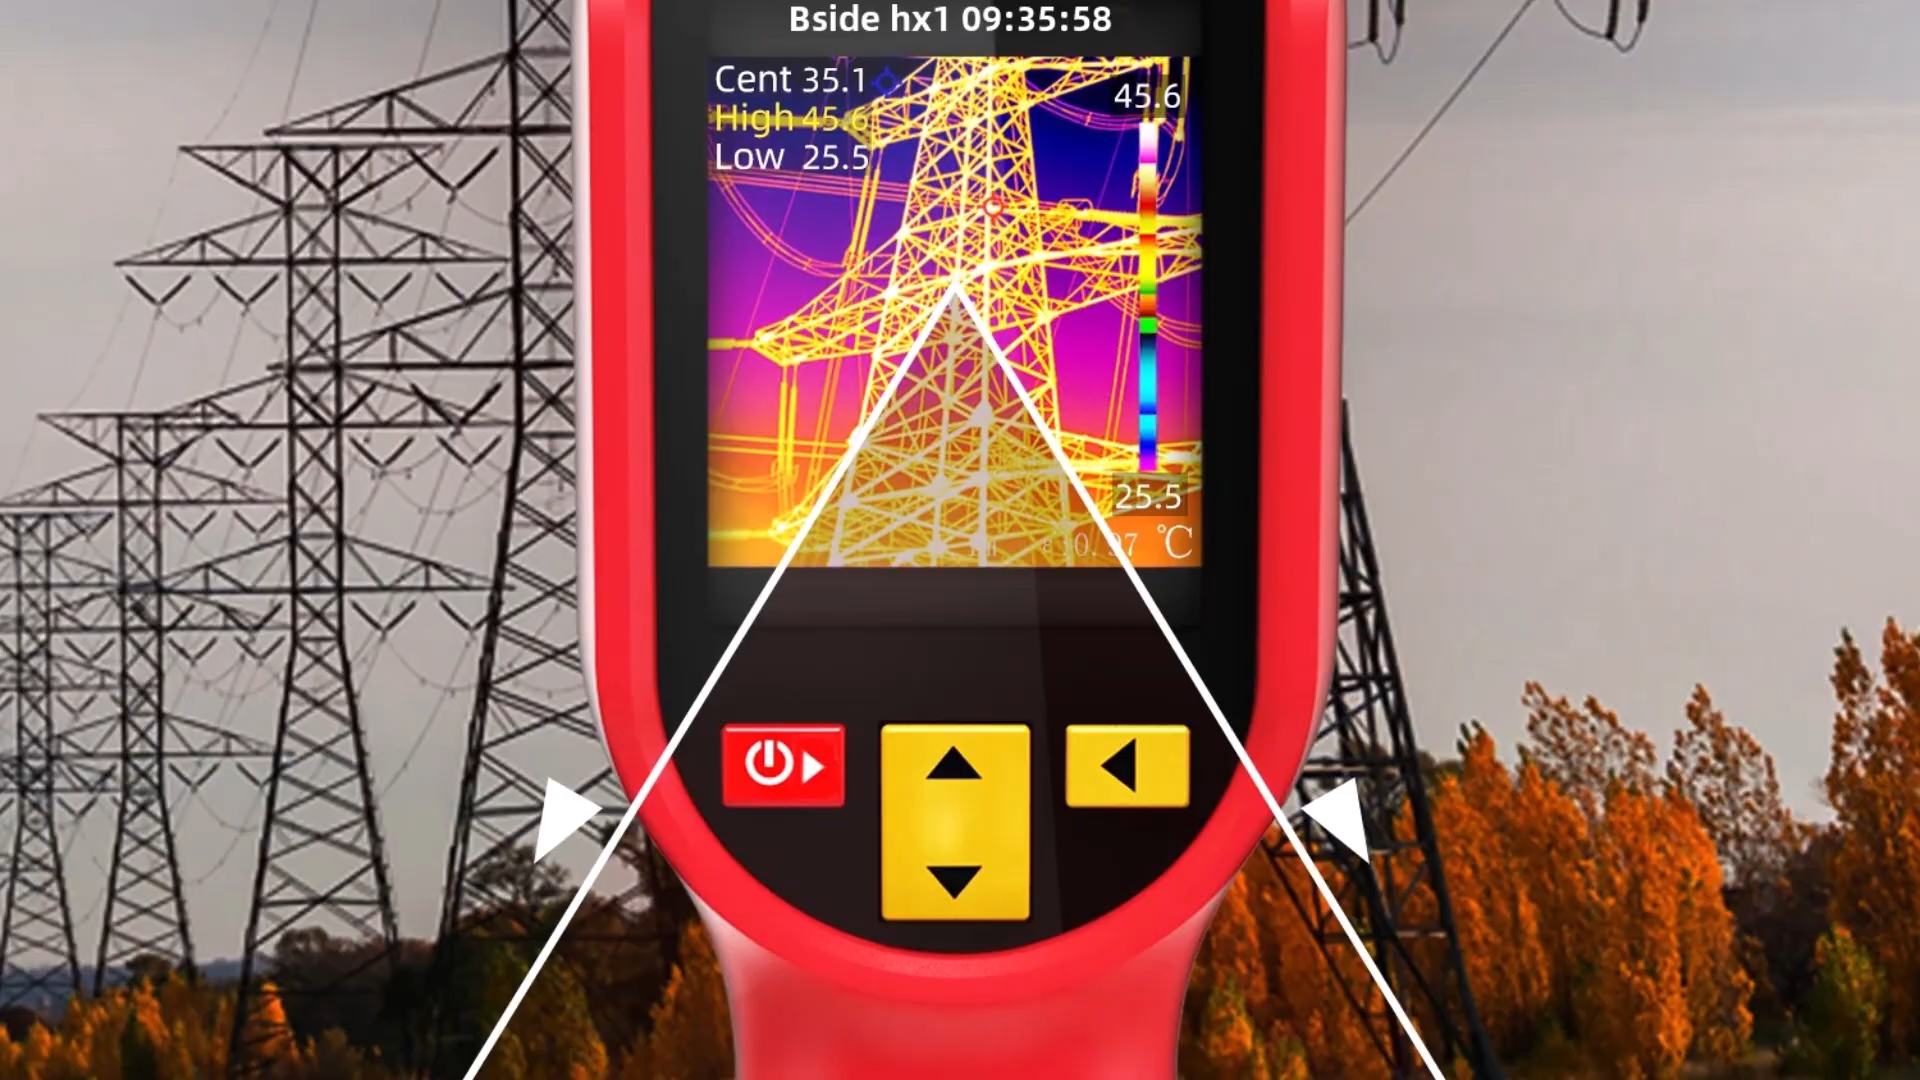 Bside hx1 09:35:58
Cent 35.1
High 45.6
Low 25.5
45.6
25.5
℃